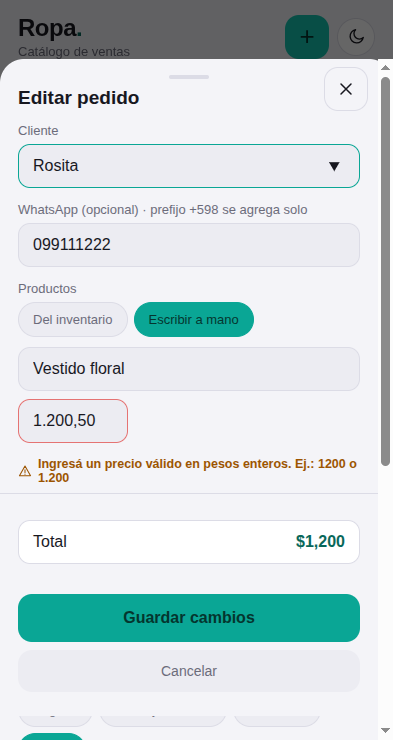 Ropa.
Catálogo de ventas
Editar pedido
Cliente
Rosita
WhatsApp (opcional) · prefijo +598 se agrega solo
099111222
Productos
Del inventario
Escribir a mano
Vestido floral
1.200,50
Ingresá un precio válido en pesos enteros. Ej.: 1200 o
1.200
Total
$1,200
Guardar cambios
Cancelar